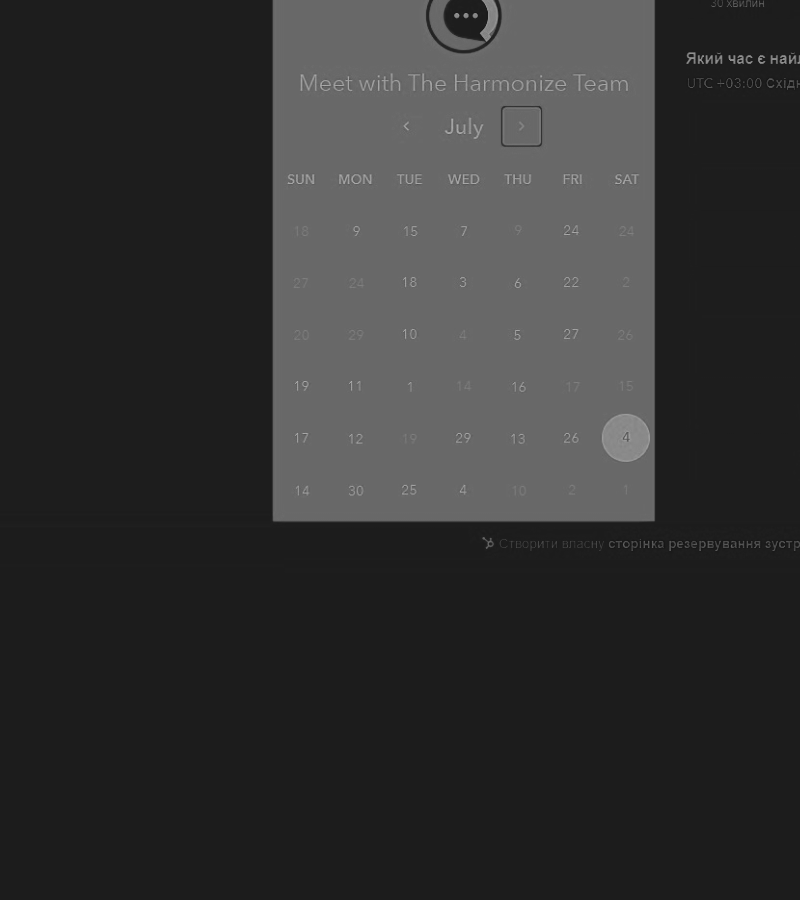 30 хвилин
Який час є най
Meet with The Harmonize Team
UTC +03:00 Східн
July
SUN MON TUE WED THU FRI SAT
18 9 15 7 9 24 24
27 24 18 3 6 22 2
20 29 10 4 5 27 26
19 11 1 14 16 17 15
17 12 19 29 13 26 4
14 30 25 4 10 2 1
Створити власну сторінка резервування зустр